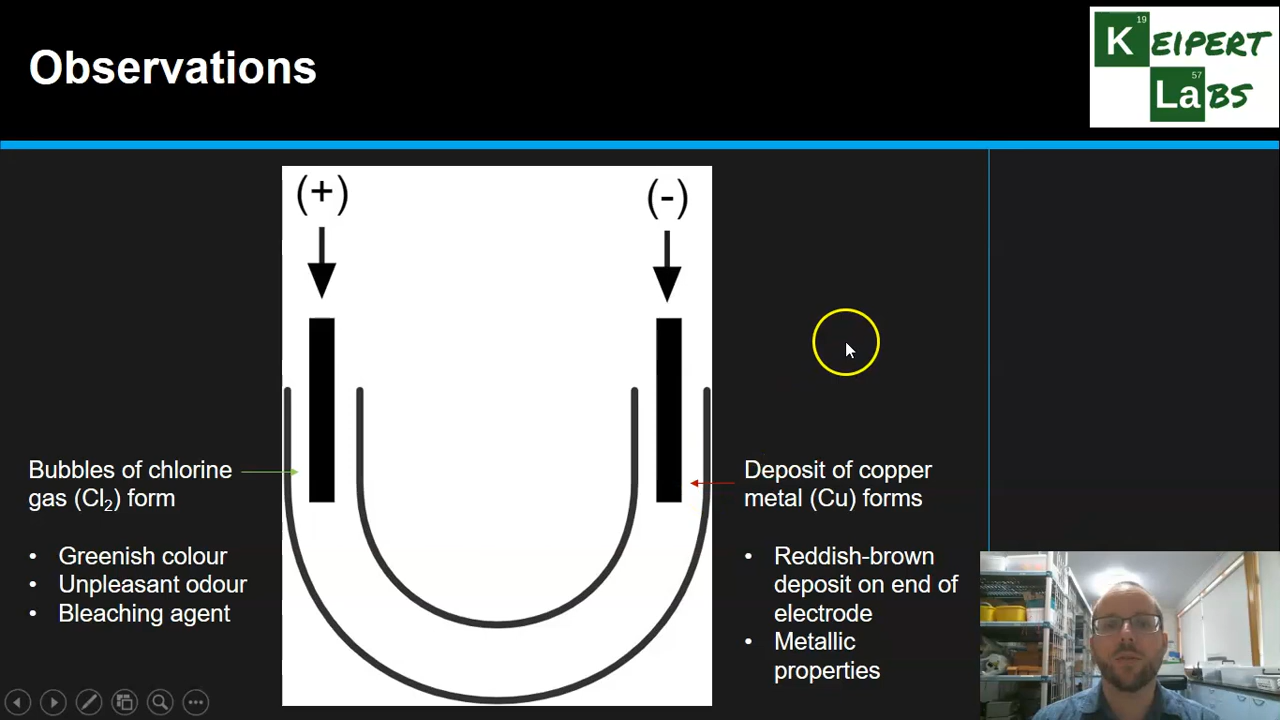 Observations
19
K EIPERT
57
La BS
(+)
(-)
Bubbles of chlorine
gas (Cl₂) form
• Greenish colour
• Unpleasant odour
• Bleaching agent
Deposit of copper
metal (Cu) forms
• Reddish-brown
deposit on end of
electrode
• Metallic
properties